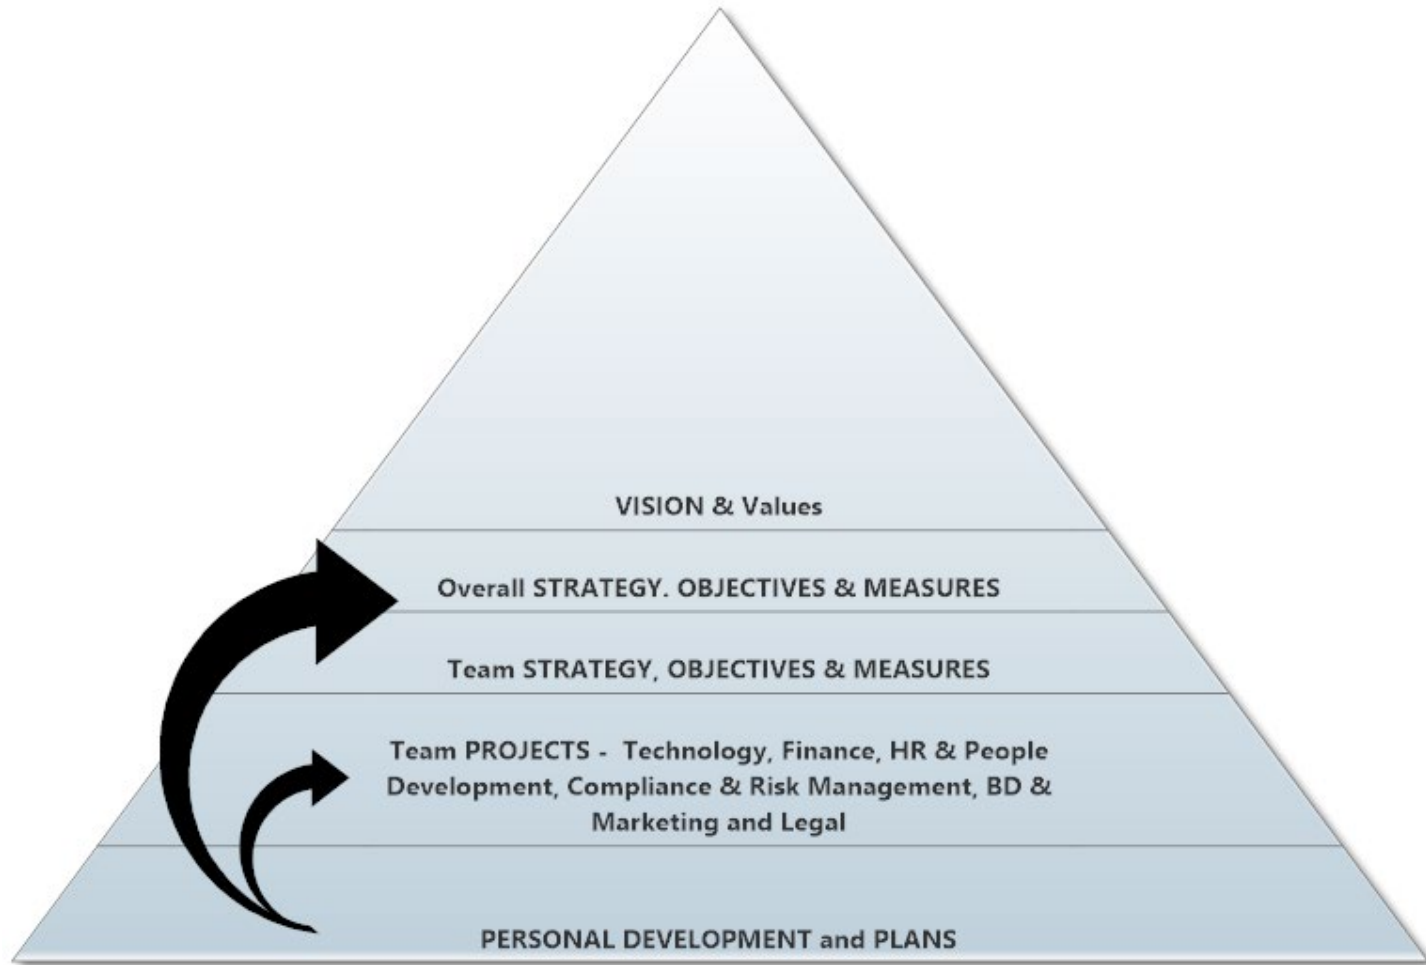 VISION & Values
Overall STRATEGY. OBJECTIVES & MEASURES
Team STRATEGY, OBJECTIVES & MEASURES
Team PROJECTS - Technology, Finance, HR & People
Development, Compliance & Risk Management, BD &
Marketing and Legal
PERSONAL DEVELOPMENT and PLANS